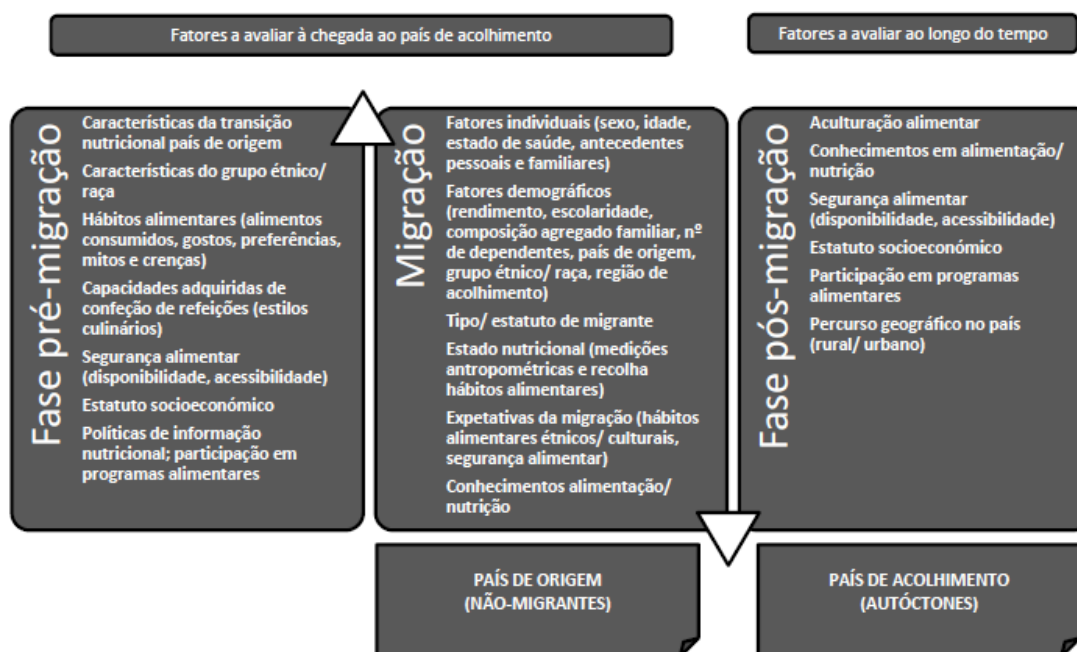 Fatores a avaliar à chegada ao país de acolhimento
Fatores a avaliar ao longo do tempo
Fase pré-migração
Características da transição
nutricional país de origem
Características do grupo étnico/
raça
Hábitos alimentares (alimentos
consumidos, gostos, preferências,
mitos e crenças)
Capacidades adquiridas de
confeção de refeições (estilos
culinários)
Segurança alimentar
(disponibilidade, acessibilidade)
Estatuto socioeconómico
Políticas de informação
nutricional; participação em
programas alimentares
Migração
Fatores individuais (sexo, idade,
estado de saúde, antecedentes
pessoais e familiares)
Fatores demográficos
(rendimento, escolaridade,
composição agregado familiar, nº
de dependentes, país de origem,
grupo étnico/ raça, região de
acolhimento)
Tipo/ estatuto de migrante
Estado nutricional (medições
antropométricas e recolha
hábitos alimentares)
Expetativas da migração (hábitos
alimentares étnicos/ culturais,
segurança alimentar)
Conhecimentos alimentação/
nutrição
Fase pós-migração
Aculturação alimentar
Conhecimentos em alimentação/
nutrição
Segurança alimentar
(disponibilidade, acessibilidade)
Estatuto socioeconómico
Participação em programas
alimentares
Percurso geográfico no país
(rural/ urbano)
PAÍS DE ORIGEM
(NÃO-MIGRANTES)
PAÍS DE ACOLHIMENTO
(AUTÓCTONES)